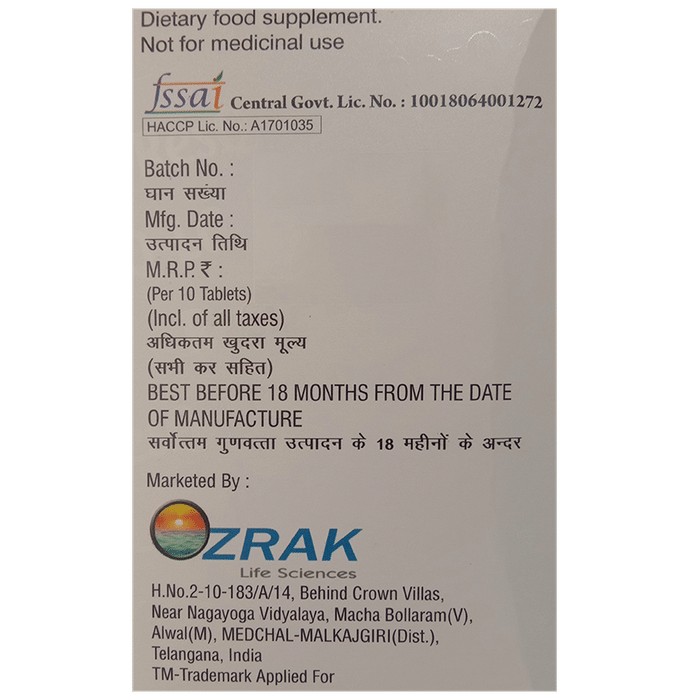 Dietary food supplement.
Not for medicinal use
fssai Central Govt. Lic. No. : 10018064001272
HACCP Lic. No.: A1701035
Batch No. :
घान सख्या
Mfg. Date :
उत्पादन तिथि
M.R.P. ₹ :
(Per 10 Tablets)
(Incl. of all taxes)
अधिकतम खुदरा मूल्य
(सभी कर सहित)
BEST BEFORE 18 MONTHS FROM THE DATE
OF MANUFACTURE
सर्वोत्तम गुणवत्ता उत्पादन के 18 महीनों के अन्दर
Marketed By :
OZRAK
Life Sciences
H.No.2-10-183/A/14, Behind Crown Villas,
Near Nagayoga Vidyalaya, Macha Bollaram(V),
Alwal(M), MEDCHAL-MALKAJGIRI(Dist.),
Telangana, India
TM-Trademark Applied For